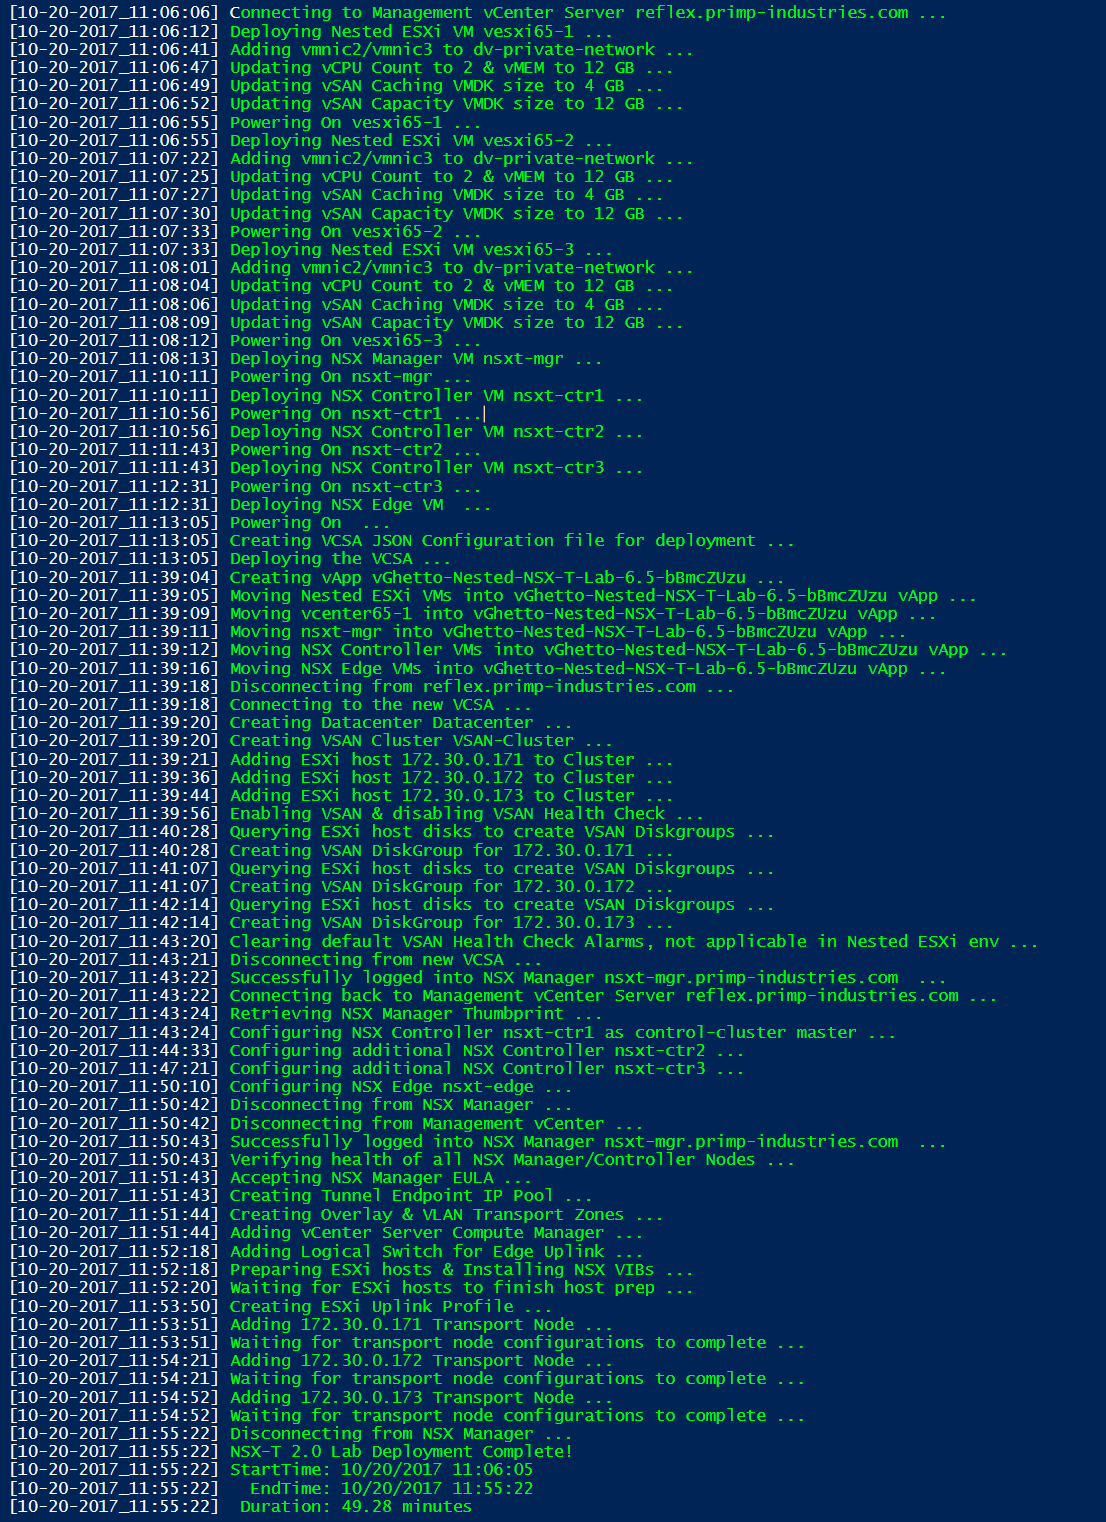 [10-20-2017_11:06:06] Connecting to Management vCenter Server reflex.primp-industries.com ...
[10-20-2017_11:06:12] Deploying Nested ESXi VM vesxi65-1 ...
[10-20-2017_11:06:41] Adding vmnic2/vmnic3 to dv-private-network ...
[10-20-2017_11:06:47] Updating vCPU Count to 2 & vMEM to 12 GB ...
[10-20-2017_11:06:49] Updating vSAN Caching VMDK size to 4 GB ...
[10-20-2017_11:06:52] Updating vSAN Capacity VMDK size to 12 GB ...
[10-20-2017_11:06:55] Powering On vesxi65-1 ...
[10-20-2017_11:06:55] Deploying Nested ESXi VM vesxi65-2 ...
[10-20-2017_11:07:22] Adding vmnic2/vmnic3 to dv-private-network ...
[10-20-2017_11:07:25] Updating vCPU Count to 2 & vMEM to 12 GB ...
[10-20-2017_11:07:27] Updating vSAN Caching VMDK size to 4 GB ...
[10-20-2017_11:07:30] Updating vSAN Capacity VMDK size to 12 GB ...
[10-20-2017_11:07:33] Powering On vesxi65-2 ...
[10-20-2017_11:07:33] Deploying Nested ESXi VM vesxi65-3 ...
[10-20-2017_11:08:01] Adding vmnic2/vmnic3 to dv-private-network ...
[10-20-2017_11:08:04] Updating vCPU Count to 2 & vMEM to 12 GB ...
[10-20-2017_11:08:06] Updating vSAN Caching VMDK size to 4 GB ...
[10-20-2017_11:08:09] Updating vSAN Capacity VMDK size to 12 GB ...
[10-20-2017_11:08:12] Powering On vesxi65-3 ...
[10-20-2017_11:08:13] Deploying NSX Manager VM nsxt-mgr ...
[10-20-2017_11:10:11] Powering On nsxt-mgr ...
[10-20-2017_11:10:11] Deploying NSX Controller VM nsxt-ctr1 ...
[10-20-2017_11:10:56] Powering On nsxt-ctr1 ...
[10-20-2017_11:10:56] Deploying NSX Controller VM nsxt-ctr2 ...
[10-20-2017_11:11:43] Powering On nsxt-ctr2 ...
[10-20-2017_11:11:43] Deploying NSX Controller VM nsxt-ctr3 ...
[10-20-2017_11:12:31] Powering On nsxt-ctr3 ...
[10-20-2017_11:12:31] Deploying NSX Edge VM  ...
[10-20-2017_11:13:05] Powering On  ...
[10-20-2017_11:13:05] Creating VCSA JSON Configuration file for deployment ...
[10-20-2017_11:13:05] Deploying the VCSA ...
[10-20-2017_11:39:04] Creating vApp vGhetto-Nested-NSX-T-Lab-6.5-bBmcZUzu ...
[10-20-2017_11:39:05] Moving Nested ESXi VMs into vGhetto-Nested-NSX-T-Lab-6.5-bBmcZUzu vApp ...
[10-20-2017_11:39:09] Moving vcenter65-1 into vGhetto-Nested-NSX-T-Lab-6.5-bBmcZUzu vApp ...
[10-20-2017_11:39:11] Moving nsxt-mgr into vGhetto-Nested-NSX-T-Lab-6.5-bBmcZUzu vApp ...
[10-20-2017_11:39:12] Moving NSX Controller VMs into vGhetto-Nested-NSX-T-Lab-6.5-bBmcZUzu vApp ...
[10-20-2017_11:39:16] Moving NSX Edge VMs into vGhetto-Nested-NSX-T-Lab-6.5-bBmcZUzu vApp ...
[10-20-2017_11:39:18] Disconnecting from reflex.primp-industries.com ...
[10-20-2017_11:39:18] Connecting to the new VCSA ...
[10-20-2017_11:39:20] Creating Datacenter Datacenter ...
[10-20-2017_11:39:20] Creating VSAN Cluster VSAN-Cluster ...
[10-20-2017_11:39:21] Adding ESXi host 172.30.0.171 to Cluster ...
[10-20-2017_11:39:36] Adding ESXi host 172.30.0.172 to Cluster ...
[10-20-2017_11:39:44] Adding ESXi host 172.30.0.173 to Cluster ...
[10-20-2017_11:39:56] Enabling VSAN & disabling VSAN Health Check ...
[10-20-2017_11:40:28] Querying ESXi host disks to create VSAN Diskgroups ...
[10-20-2017_11:40:28] Creating VSAN DiskGroup for 172.30.0.171 ...
[10-20-2017_11:41:07] Querying ESXi host disks to create VSAN Diskgroups ...
[10-20-2017_11:41:07] Creating VSAN DiskGroup for 172.30.0.172 ...
[10-20-2017_11:42:14] Querying ESXi host disks to create VSAN Diskgroups ...
[10-20-2017_11:42:14] Creating VSAN DiskGroup for 172.30.0.173 ...
[10-20-2017_11:43:20] Clearing default VSAN Health Check Alarms, not applicable in Nested ESXi env ...
[10-20-2017_11:43:21] Disconnecting from new VCSA ...
[10-20-2017_11:43:22] Successfully logged into NSX Manager nsxt-mgr.primp-industries.com  ...
[10-20-2017_11:43:22] Connecting back to Management vCenter Server reflex.primp-industries.com ...
[10-20-2017_11:43:24] Retrieving NSX Manager Thumbprint ...
[10-20-2017_11:43:24] Configuring NSX Controller nsxt-ctr1 as control-cluster master ...
[10-20-2017_11:44:33] Configuring additional NSX Controller nsxt-ctr2 ...
[10-20-2017_11:47:21] Configuring additional NSX Controller nsxt-ctr3 ...
[10-20-2017_11:50:10] Configuring NSX Edge nsxt-edge ...
[10-20-2017_11:50:42] Disconnecting from NSX Manager ...
[10-20-2017_11:50:42] Disconnecting from Management vCenter ...
[10-20-2017_11:50:43] Successfully logged into NSX Manager nsxt-mgr.primp-industries.com  ...
[10-20-2017_11:50:43] Verifying health of all NSX Manager/Controller Nodes ...
[10-20-2017_11:51:43] Accepting NSX Manager EULA ...
[10-20-2017_11:51:43] Creating Tunnel Endpoint IP Pool ...
[10-20-2017_11:51:44] Creating Overlay & VLAN Transport Zones ...
[10-20-2017_11:51:44] Adding vCenter Server Compute Manager ...
[10-20-2017_11:52:18] Adding Logical Switch for Edge Uplink ...
[10-20-2017_11:52:18] Preparing ESXi hosts & Installing NSX VIBs ...
[10-20-2017_11:52:20] Waiting for ESXi hosts to finish host prep ...
[10-20-2017_11:53:50] Creating ESXi Uplink Profile ...
[10-20-2017_11:53:51] Adding 172.30.0.171 Transport Node ...
[10-20-2017_11:53:51] Waiting for transport node configurations to complete ...
[10-20-2017_11:54:21] Adding 172.30.0.172 Transport Node ...
[10-20-2017_11:54:21] Waiting for transport node configurations to complete ...
[10-20-2017_11:54:52] Adding 172.30.0.173 Transport Node ...
[10-20-2017_11:54:52] Waiting for transport node configurations to complete ...
[10-20-2017_11:55:22] Disconnecting from NSX Manager ...
[10-20-2017_11:55:22] NSX-T 2.0 Lab Deployment Complete!
[10-20-2017_11:55:22] StartTime: 10/20/2017 11:06:05
[10-20-2017_11:55:22]   EndTime: 10/20/2017 11:55:22
[10-20-2017_11:55:22]  Duration: 49.28 minutes